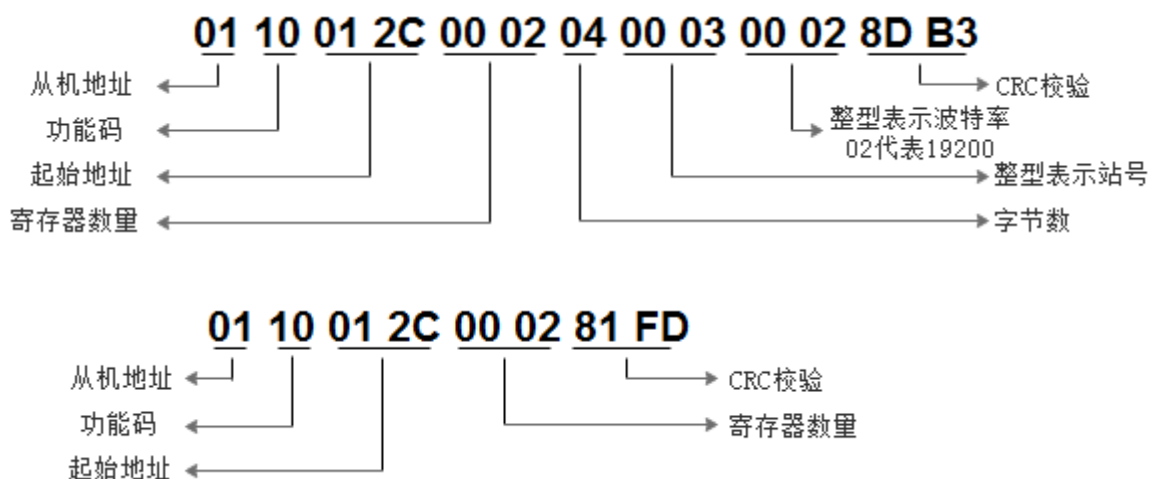 01 10 01 2C 00 02 04 00 03 00 02 8D B3
从机地址
CRC校验
功能码
整型表示波特率
02代表19200
起始地址
整型表示站号
寄存器数量
字节数
01 10 01 2C 00 02 81 FD
从机地址
CRC校验
功能码
寄存器数量
起始地址